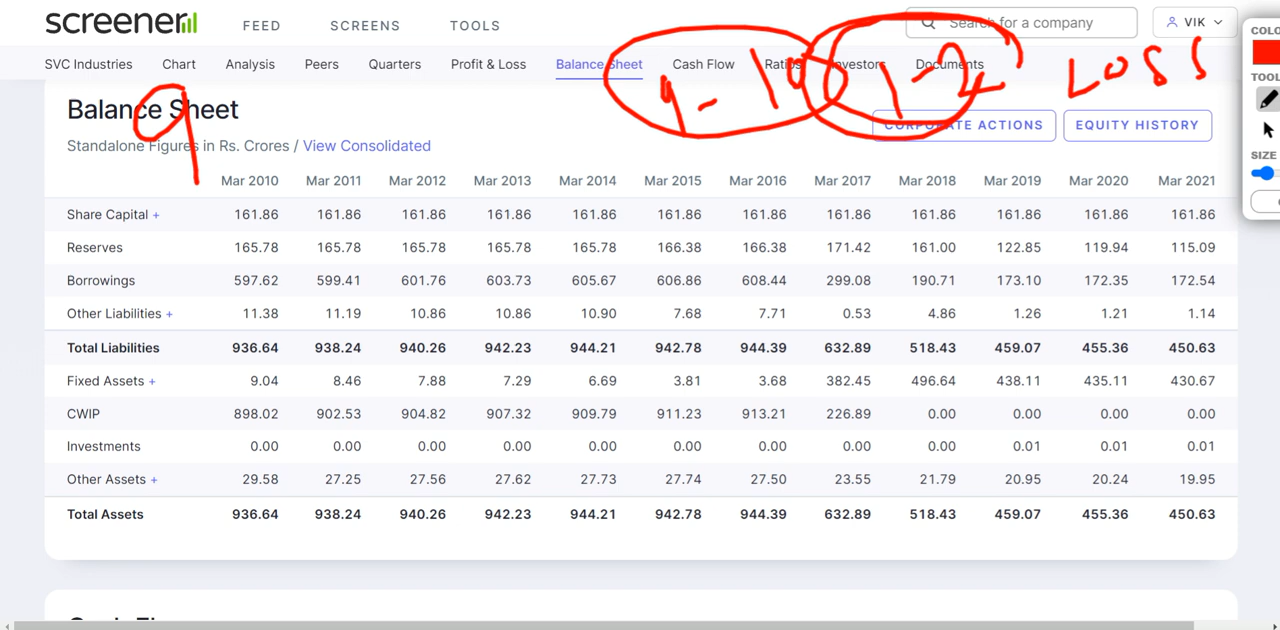 screener FEED SCREENS TOOLS Search for a company VIK COLO
SVC Industries Chart Analysis Peers Quarters Profit & Loss Balance Sheet Cash Flow Ratios Investors Documents
9 9-10 1-2 LOSS
TOOL
Balance Sheet
CORPORATE ACTIONS EQUITY HISTORY
Standalone Figures in Rs. Crores / View Consolidated
SIZE
Mar 2010 Mar 2011 Mar 2012 Mar 2013 Mar 2014 Mar 2015 Mar 2016 Mar 2017 Mar 2018 Mar 2019 Mar 2020 Mar 2021
Share Capital + 161.86 161.86 161.86 161.86 161.86 161.86 161.86 161.86 161.86 161.86 161.86 161.86
Reserves 165.78 165.78 165.78 165.78 165.78 166.38 166.38 171.42 161.00 122.85 119.94 115.09
Borrowings 597.62 599.41 601.76 603.73 605.67 606.86 608.44 299.08 190.71 173.10 172.35 172.54
Other Liabilities + 11.38 11.19 10.86 10.86 10.90 7.68 7.71 0.53 4.86 1.26 1.21 1.14
Total Liabilities 936.64 938.24 940.26 942.23 944.21 942.78 944.39 632.89 518.43 459.07 455.36 450.63
Fixed Assets + 9.04 8.46 7.88 7.29 6.69 3.81 3.68 382.45 496.64 438.11 435.11 430.67
CWIP 898.02 902.53 904.82 907.32 909.79 911.23 913.21 226.89 0.00 0.00 0.00 0.00
Investments 0.00 0.00 0.00 0.00 0.00 0.00 0.00 0.00 0.00 0.01 0.01 0.01
Other Assets + 29.58 27.25 27.56 27.62 27.73 27.74 27.50 23.55 21.79 20.95 20.24 19.95
Total Assets 936.64 938.24 940.26 942.23 944.21 942.78 944.39 632.89 518.43 459.07 455.36 450.63